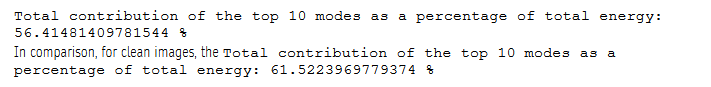 Total contribution of the top 10 modes as a percentage of total energy:
56.41481409781544 %
In comparison, for clean images, the Total contribution of the top 10 modes as a
percentage of total energy: 61.5223969779374 %